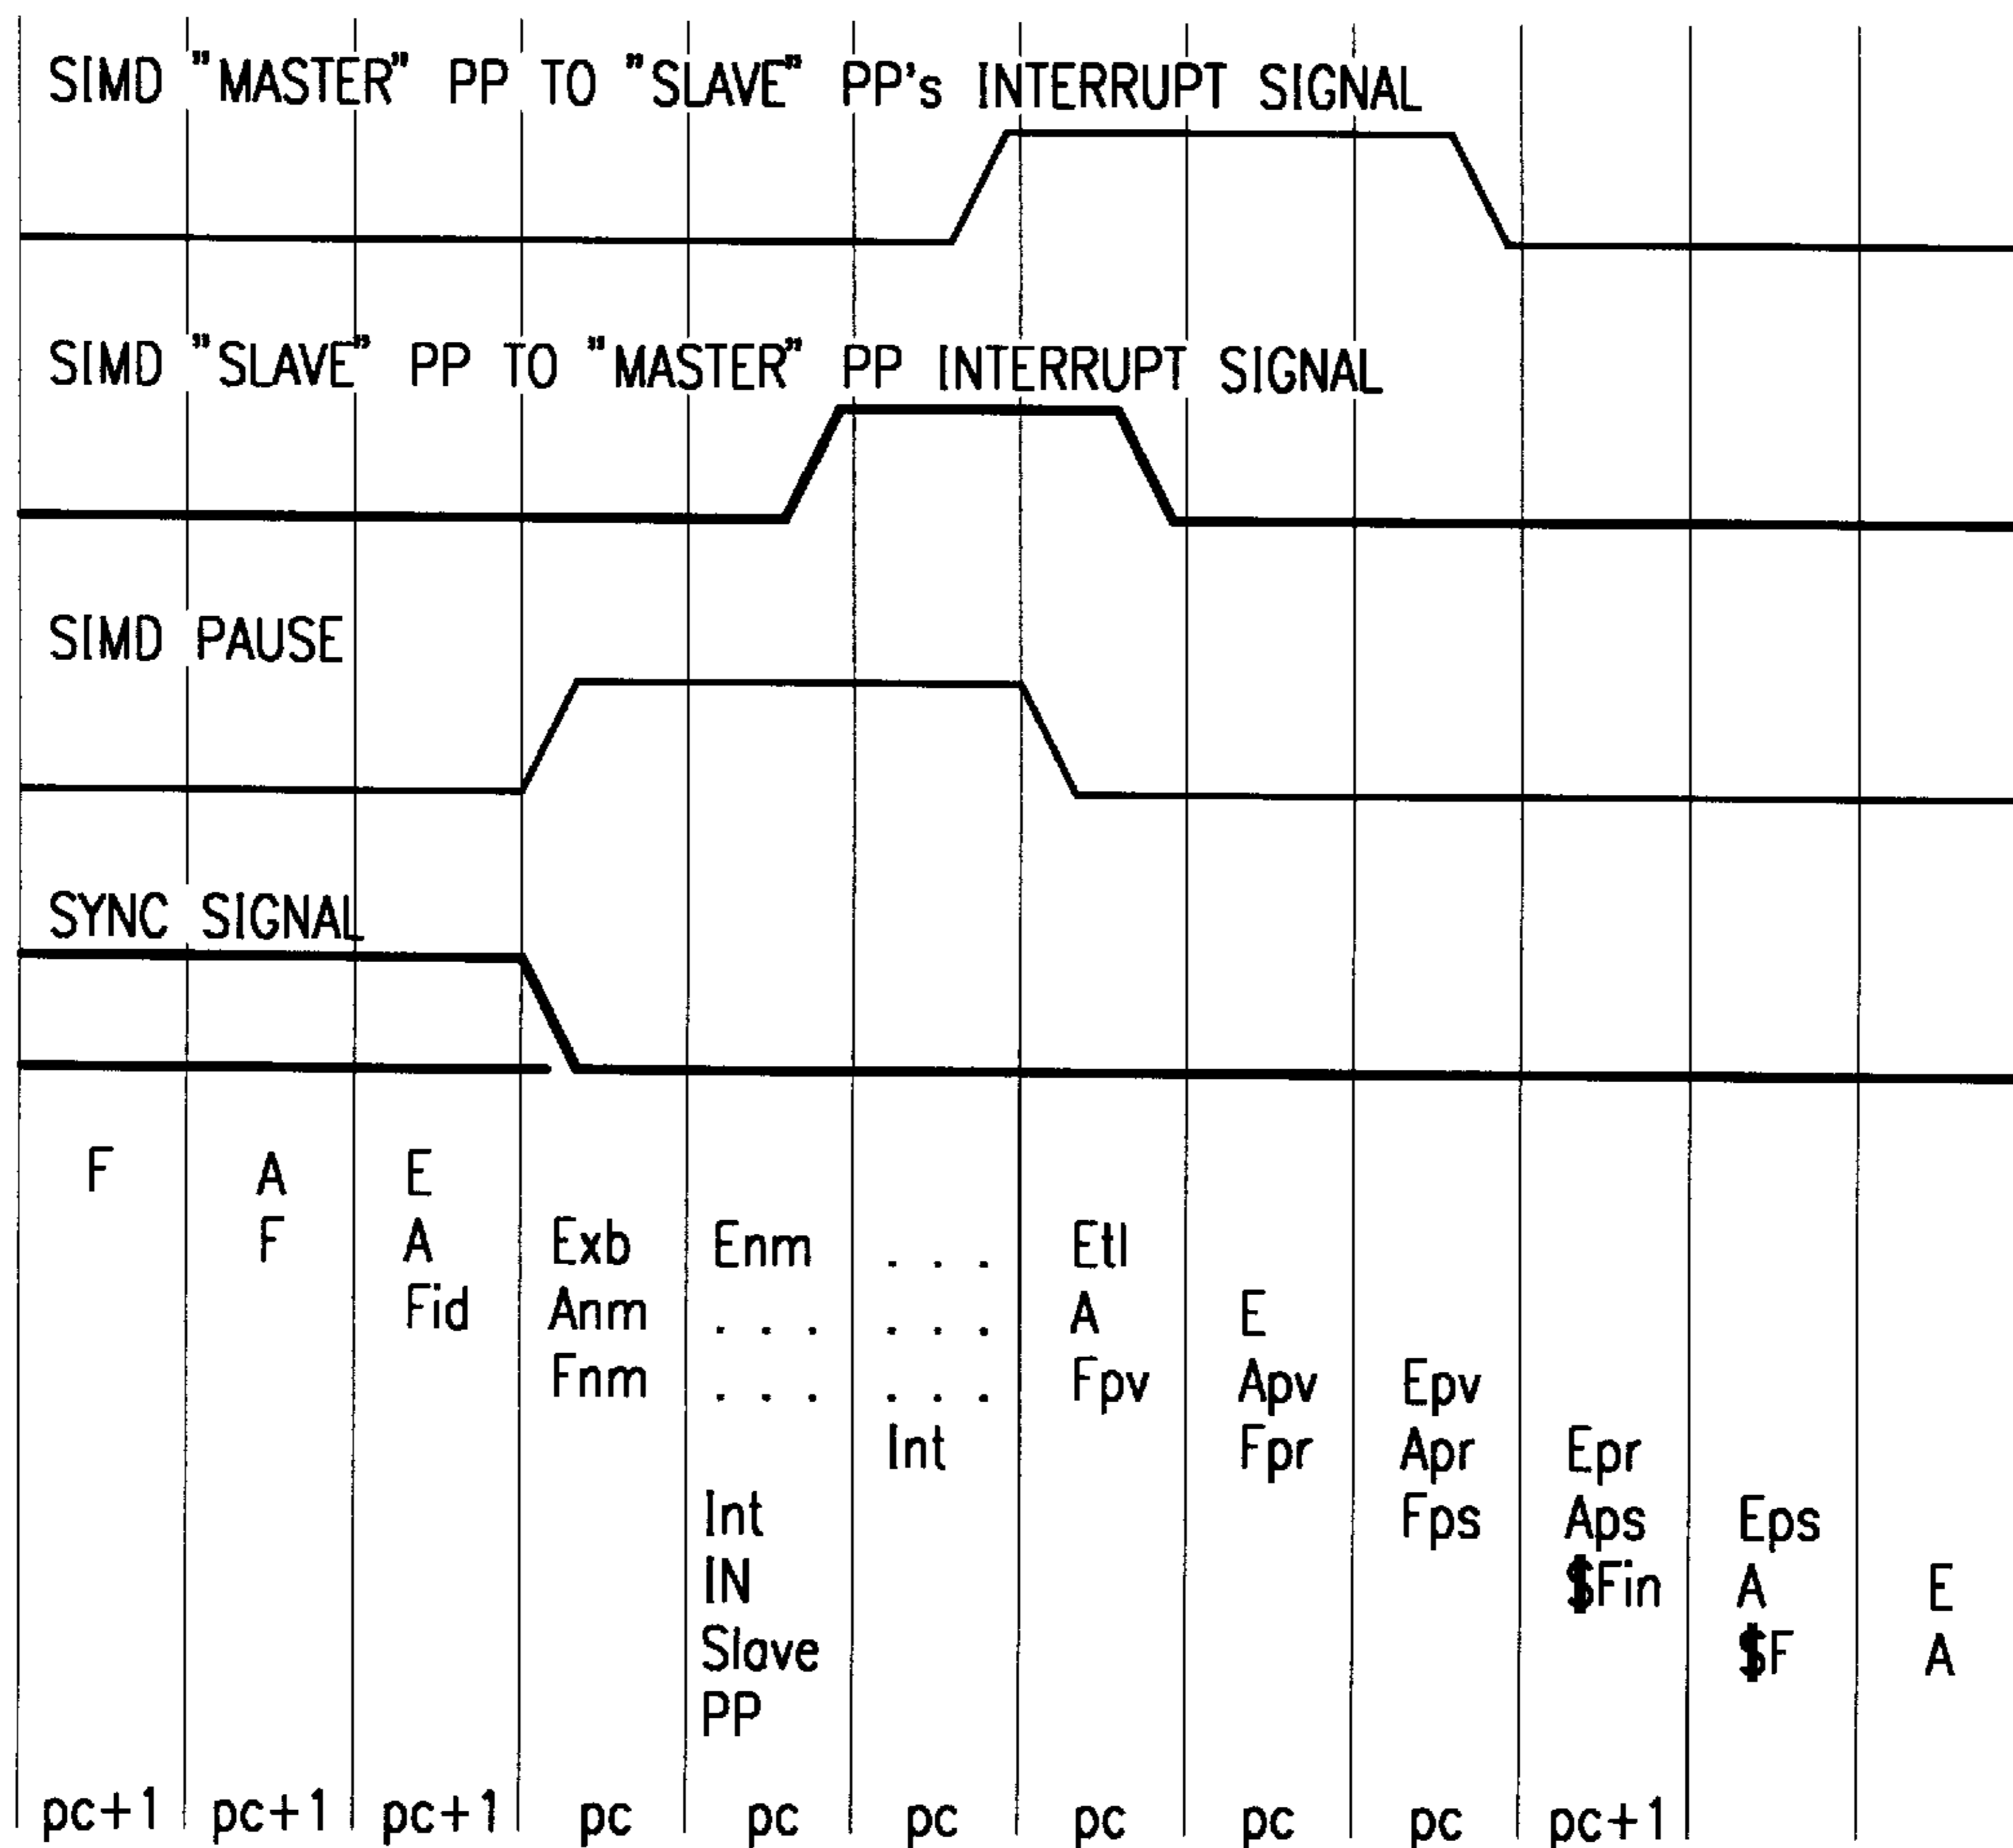 SIMD "MASTER" PP TO "SLAVE" PP's INTERRUPT SIGNAL
SIMD "SLAVE" PP TO "MASTER" PP INTERRUPT SIGNAL
SIMD PAUSE
SYNC SIGNAL
F A E
F A Exb Enm . . . Etl
Fid Anm . . . . . . A E
Fnm . . . . . . Fpv Apv Epv
Int Fpr Apr Epr
Int Fps Aps Eps
IN $Fin A E
Slave $F A
PP
pc+1 pc+1 pc+1 pc pc pc pc pc pc pc+1